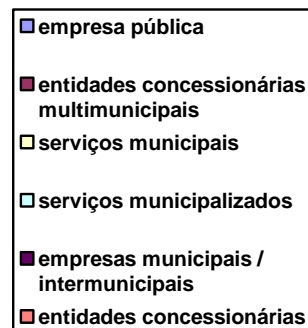 empresa pública
entidades concessionárias
multimunicipais
serviços municipais
serviços municipalizados
empresas municipais /
intermunicipais
entidades concessionárias